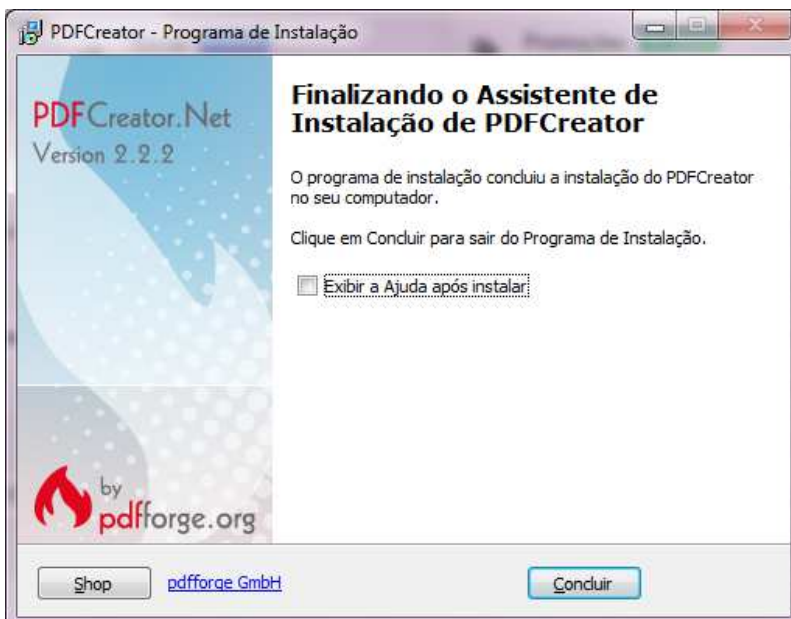 PDFCreator - Programa de Instalação
PDFCreator.Net
Version 2.2.2
Finalizando o Assistente de
Instalação de PDFCreator
O programa de instalação concluiu a instalação do PDFCreator
no seu computador.
Clique em Concluir para sair do Programa de Instalação.
Exibir a Ajuda após instalar
by
pdfforge.org
Shop
pdfforge GmbH
Concluir